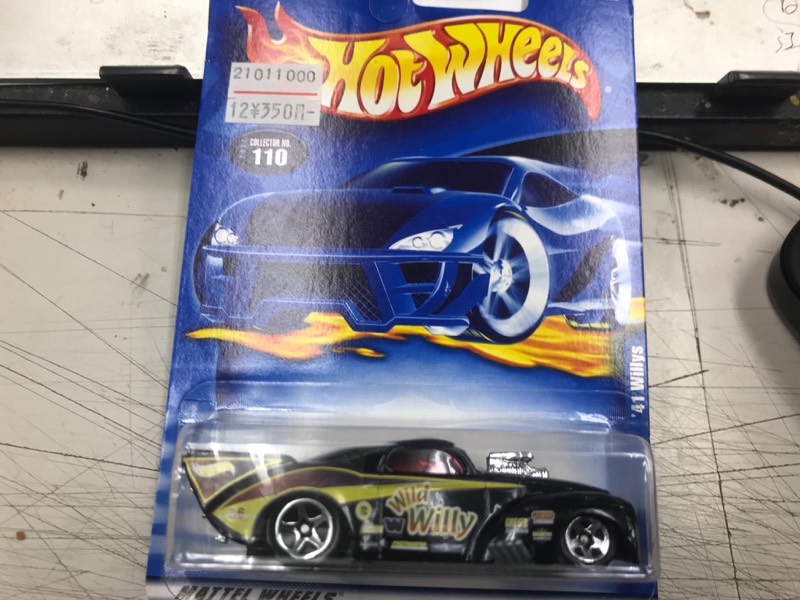 HOT WHEELS
21011000
12¥350円-
COLLECTOR NO.
110
'41 Willys
Wild
Willy
MATTEL WHEELS